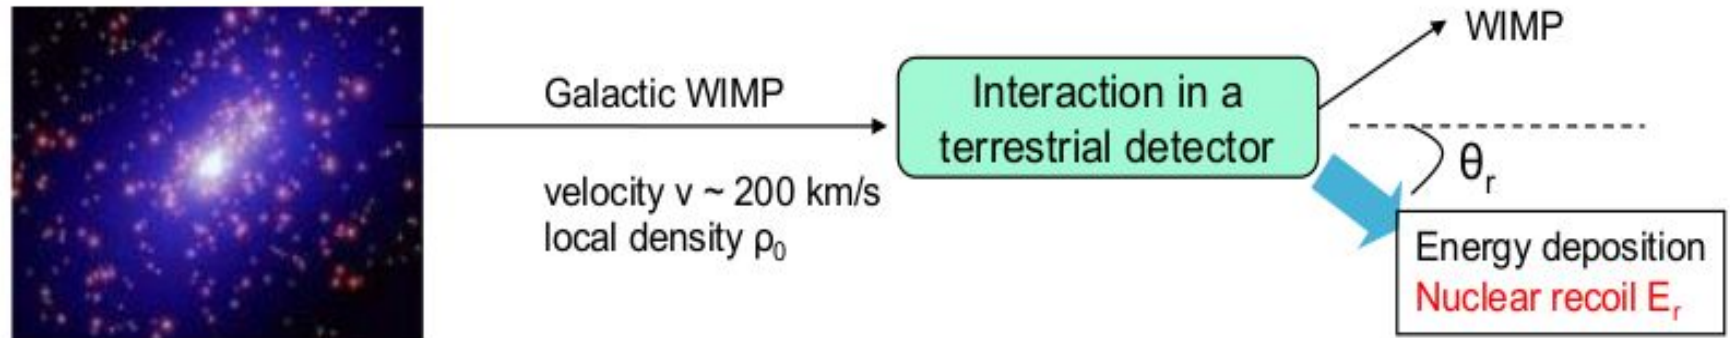 Galactic WIMP
velocity v ~ 200 km/s
local density ρ₀
Interaction in a
terrestrial detector
WIMP
θᵣ
Energy deposition
Nuclear recoil Eᵣ